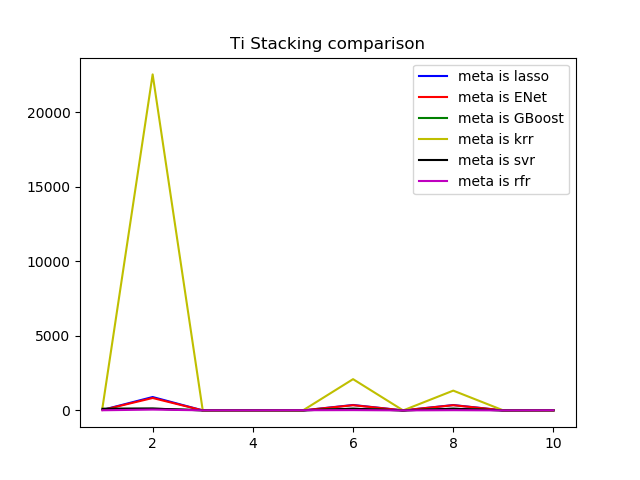 Ti Stacking comparison
meta is lasso
meta is ENet
meta is GBoost
meta is krr
meta is svr
meta is rfr
20000
15000
10000
5000
0
2 4 6 8 10